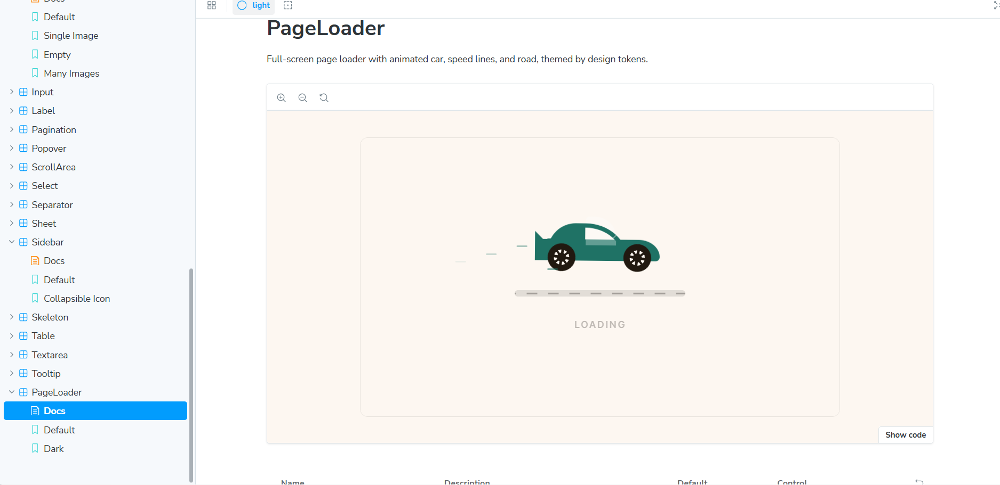 Docs
Default
Single Image
Empty
Many Images
Input
Label
Pagination
Popover
ScrollArea
Select
Separator
Sheet
Sidebar
Docs
Default
Collapsible Icon
Skeleton
Table
Textarea
Tooltip
PageLoader
Docs
Default
Dark
light
PageLoader
Full-screen page loader with animated car, speed lines, and road, themed by design tokens.
LOADING
Show code
Name Description Default Control